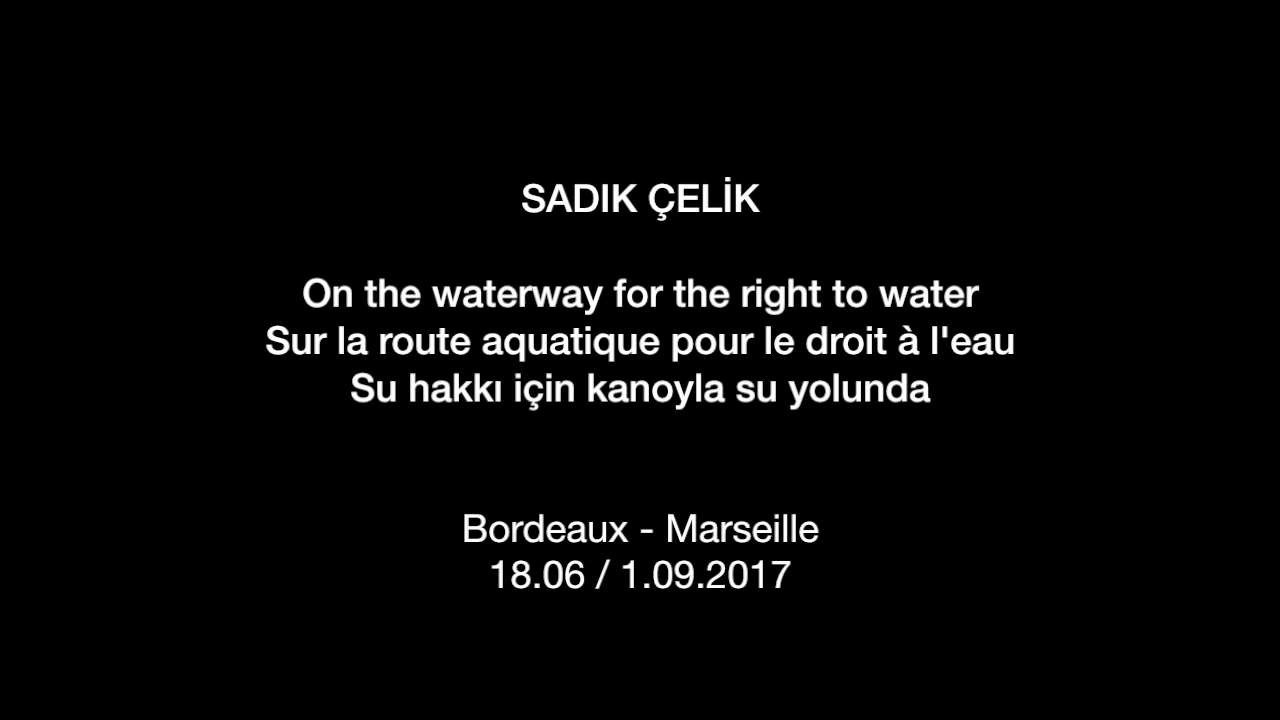 SADIK ÇELİK
On the waterway for the right to water
Sur la route aquatique pour le droit à l'eau
Su hakkı için kanoyla su yolunda
Bordeaux - Marseille
18.06 / 1.09.2017